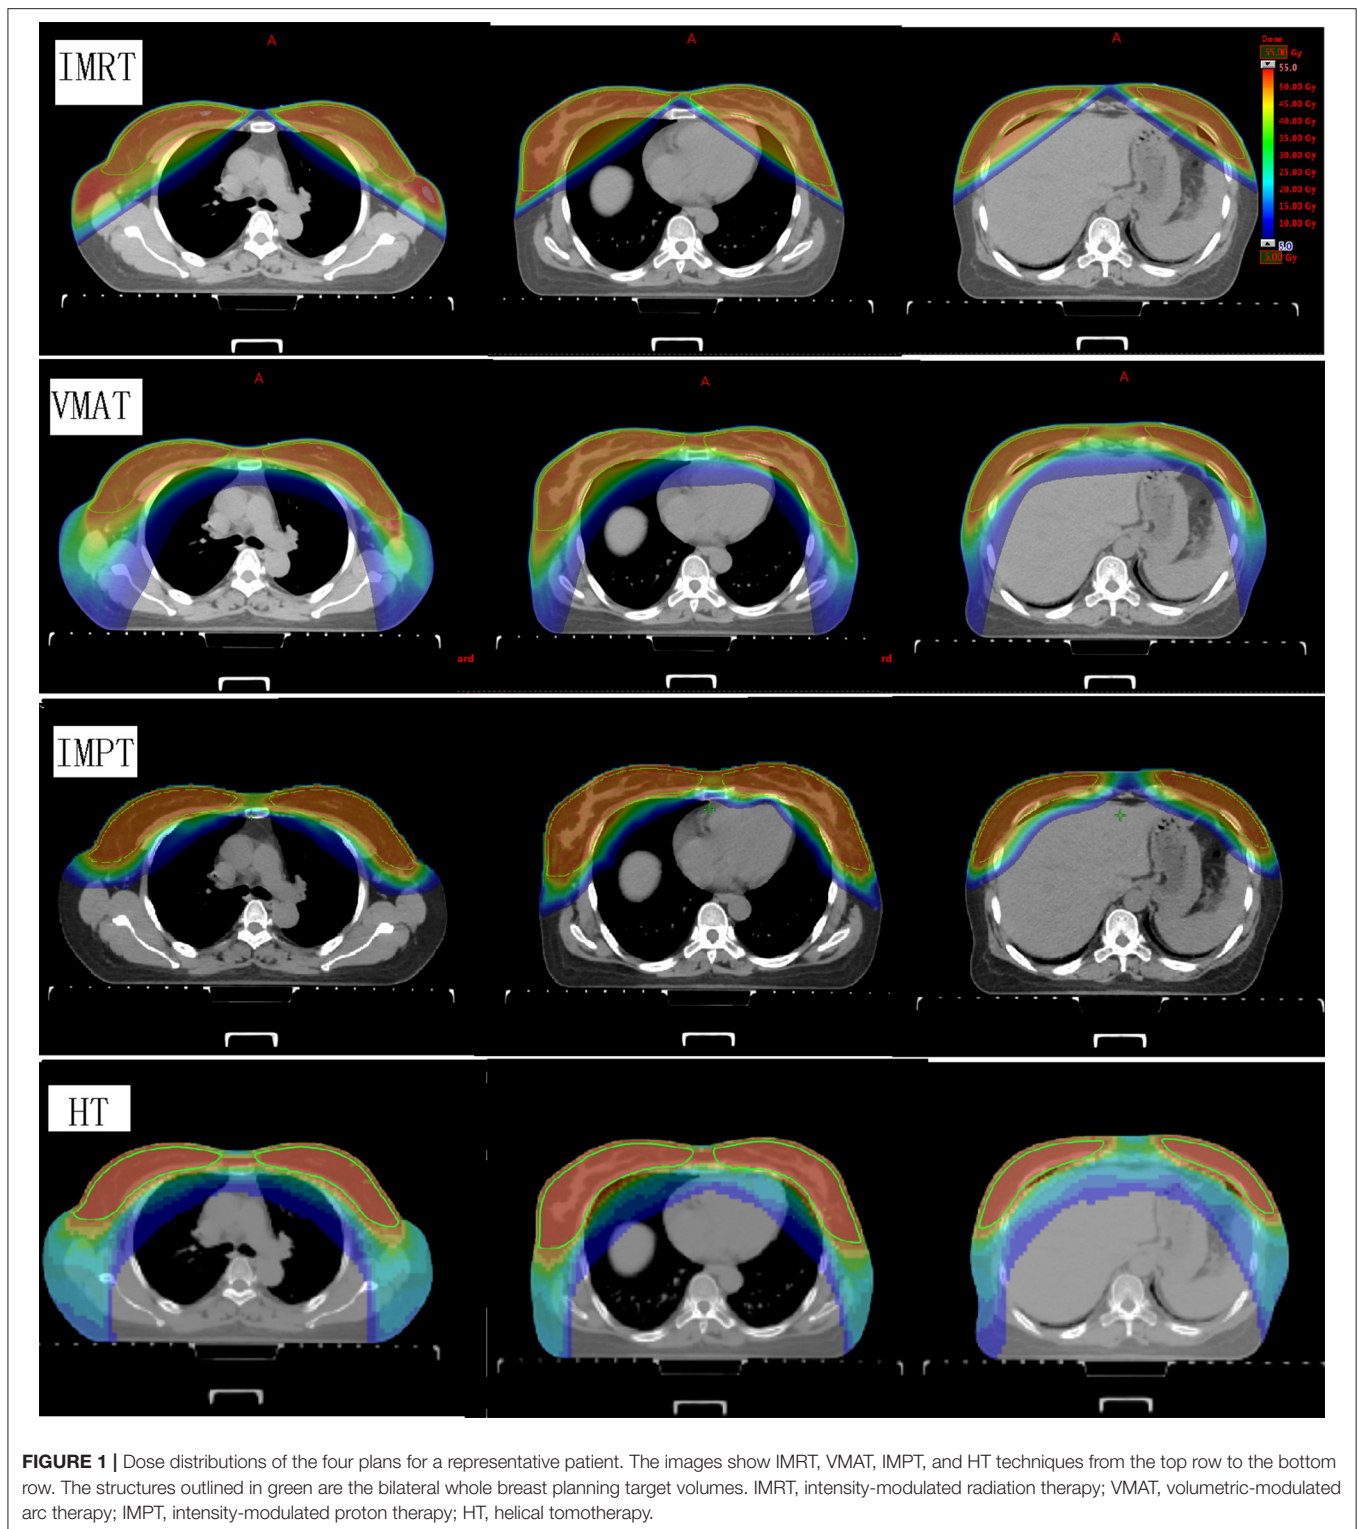 IMRT
A
A
A
Dose
55.00 Gy
55.0
50.00 Gy
45.00 Gy
40.00 Gy
35.00 Gy
30.00 Gy
25.00 Gy
20.00 Gy
15.00 Gy
10.00 Gy
5.0
5.00 Gy
VMAT
A
A
A
ard
rd
IMPT
HT
FIGURE 1 | Dose distributions of the four plans for a representative patient. The images show IMRT, VMAT, IMPT, and HT techniques from the top row to the bottom
row. The structures outlined in green are the bilateral whole breast planning target volumes. IMRT, intensity-modulated radiation therapy; VMAT, volumetric-modulated
arc therapy; IMPT, intensity-modulated proton therapy; HT, helical tomotherapy.